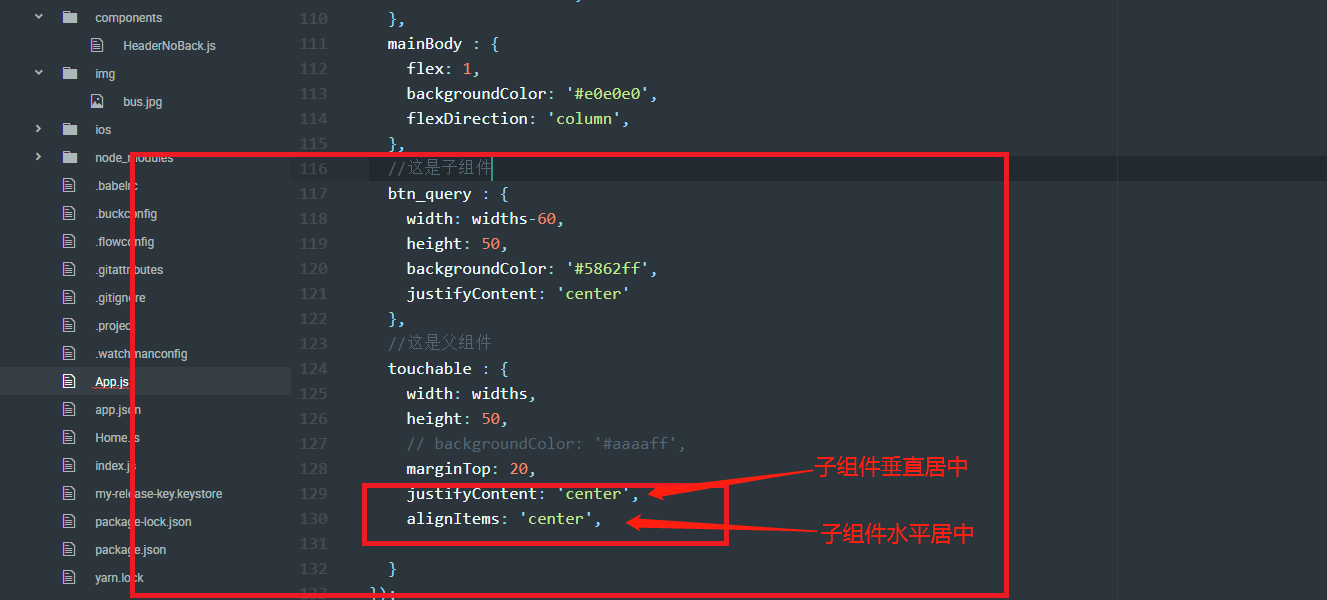 components
HeaderNoBack.js
img
bus.jpg
ios
node_modules
.babelrc
.buckconfig
.flowconfig
.gitattributes
.gitignore
.project
.watchmanconfig
App.js
app.json
Home.js
index.js
my-release-key.keystore
package-lock.json
package.json
yarn.lock
110 },
111 mainBody : {
112 flex: 1,
113 backgroundColor: '#e0e0e0',
114 flexDirection: 'column',
115 },
116 //这是子组件
117 btn_query : {
118 width: widths-60,
119 height: 50,
120 backgroundColor: '#5862ff',
121 justifyContent: 'center'
122 },
123 //这是父组件
124 touchable : {
125 width: widths,
126 height: 50,
127 // backgroundColor: '#aaaaff',
128 marginTop: 20,
129 justifyContent: 'center',
130 alignItems: 'center',
131
132 }
133 });
子组件垂直居中
子组件水平居中